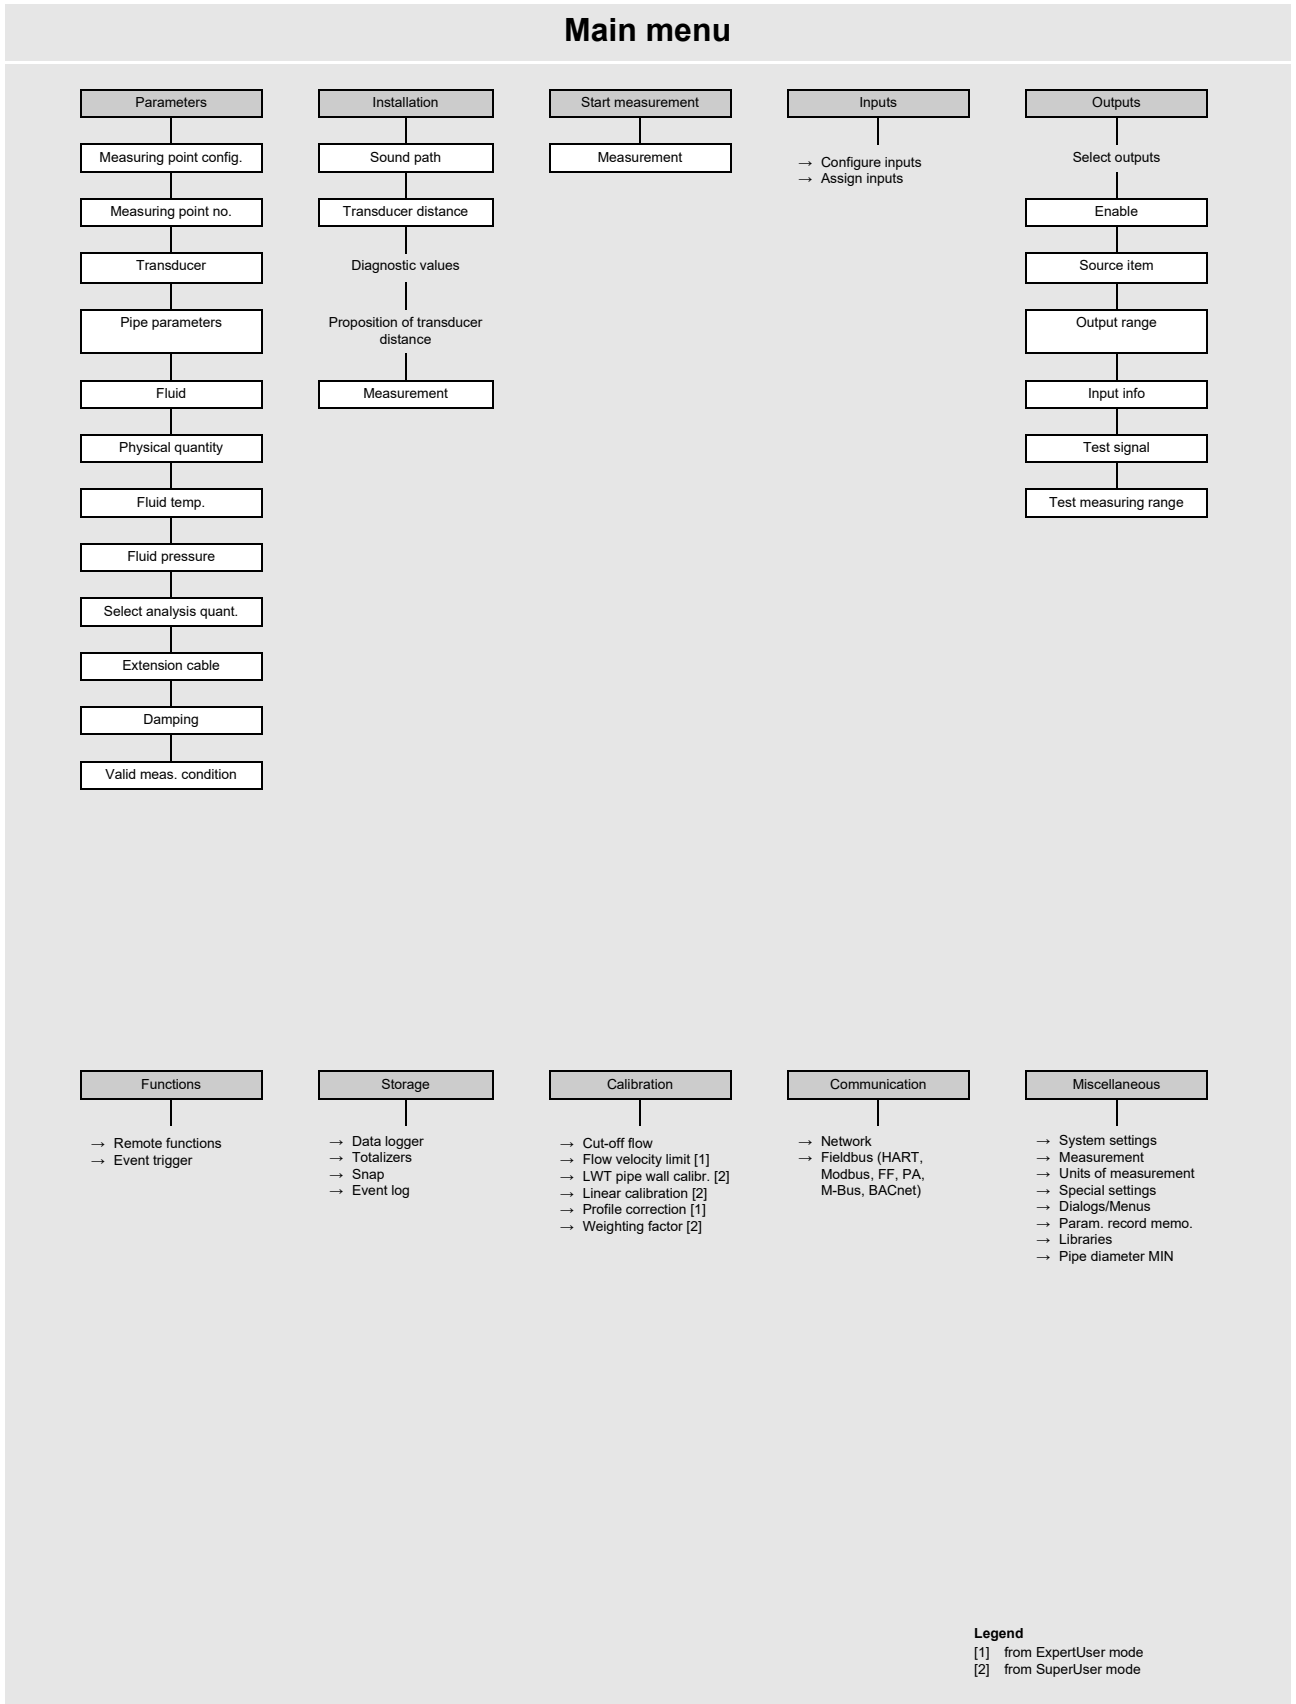 Main menu
Parameters
Measuring point config.
Measuring point no.
Transducer
Pipe parameters
Fluid
Physical quantity
Fluid temp.
Fluid pressure
Select analysis quant.
Extension cable
Damping
Valid meas. condition
Installation
Sound path
Transducer distance
Diagnostic values
Proposition of transducer
distance
Measurement
Start measurement
Measurement
Inputs
→ Configure inputs
→ Assign inputs
Outputs
Select outputs
Enable
Source item
Output range
Input info
Test signal
Test measuring range
Functions
→ Remote functions
→ Event trigger
Storage
→ Data logger
→ Totalizers
→ Snap
→ Event log
Calibration
→ Cut-off flow
→ Flow velocity limit [1]
→ LWT pipe wall calibr. [2]
→ Linear calibration [2]
→ Profile correction [1]
→ Weighting factor [2]
Communication
→ Network
→ Fieldbus (HART,
Modbus, FF, PA,
M-Bus, BACnet)
Miscellaneous
→ System settings
→ Measurement
→ Units of measurement
→ Special settings
→ Dialogs/Menus
→ Param. record memo.
→ Libraries
→ Pipe diameter MIN
Legend
[1] from ExpertUser mode
[2] from SuperUser mode